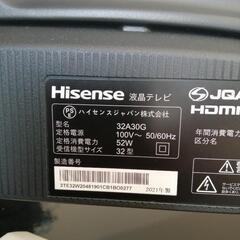 Hisense 液晶テレビ
PS E
ハイセンスジャパン株式会社
型名 32A30G
定格電圧 100V~ 50/60Hz
定格消費電力 52W
受信機型サイズ 32型
製造番号 2021年製
JQA
HDMI
年間消費電
区分名